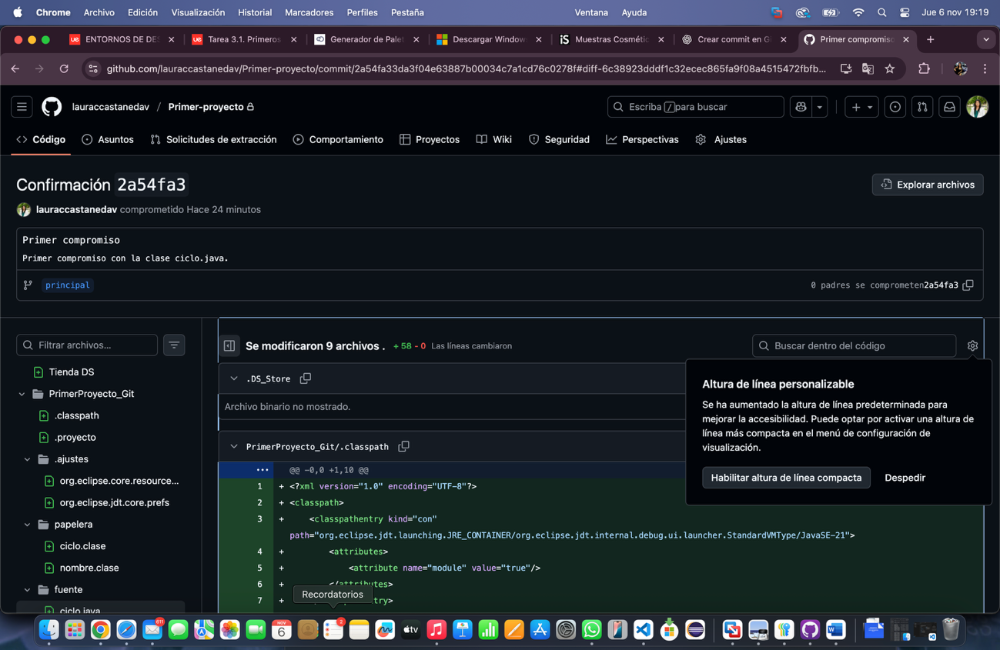 Chrome Archivo Edición Visualización Historial Marcadores Perfiles Pestaña Ventana Ayuda Jue 6 nov 19:19
ENTORNOS DE DES Tarea 3.1. Primeros Generador de Palet Descargar Window iS Muestras Cosmétic Crear commit en Gi Primer compromiso
github.com/lauraccastanedav/Primer-proyecto/commit/2a54fa33da3f04e63887b00034c7a1cd76c0278f#diff-6c38923dddf1c32ecec865fa9f08a4515472fbfb...
lauraccastanedav / Primer-proyecto Escriba / para buscar
Código Asuntos Solicitudes de extracción Comportamiento Proyectos Wiki Seguridad Perspectivas Ajustes
Confirmación 2a54fa3 Explorar archivos
lauraccastanedav comprometido Hace 24 minutos
Primer compromiso
Primer compromiso con la clase ciclo.java.
principal 0 padres se comprometen2a54fa3
Filtrar archivos...
Tienda DS
PrimerProyecto_Git
.classpath
.proyecto
.ajustes
org.eclipse.core.resource...
org.eclipse.jdt.core.prefs
papelera
ciclo.clase
nombre.clase
fuente
ciclo.java
Se modificaron 9 archivos . + 58 - 0 Las líneas cambiaron Buscar dentro del código
.DS_Store
Archivo binario no mostrado.
PrimerProyecto_Git/.classpath
... @@ -0,0 +1,10 @@
1 + <?xml version="1.0" encoding="UTF-8"?>
2 + <classpath>
3 + <classpathentry kind="con"
path="org.eclipse.jdt.launching.JRE_CONTAINER/org.eclipse.jdt.internal.debug.ui.launcher.StandardVMType/JavaSE-21">
4 + <attributes>
5 + <attribute name="module" value="true"/>
6 + </attributes>
7 + try>
Altura de línea personalizable
Se ha aumentado la altura de línea predeterminada para
mejorar la accesibilidad. Puede optar por activar una altura de
línea más compacta en el menú de configuración de
visualización.
Habilitar altura de línea compacta Despedir
Recordatorios
611 NOV 6 2 tv